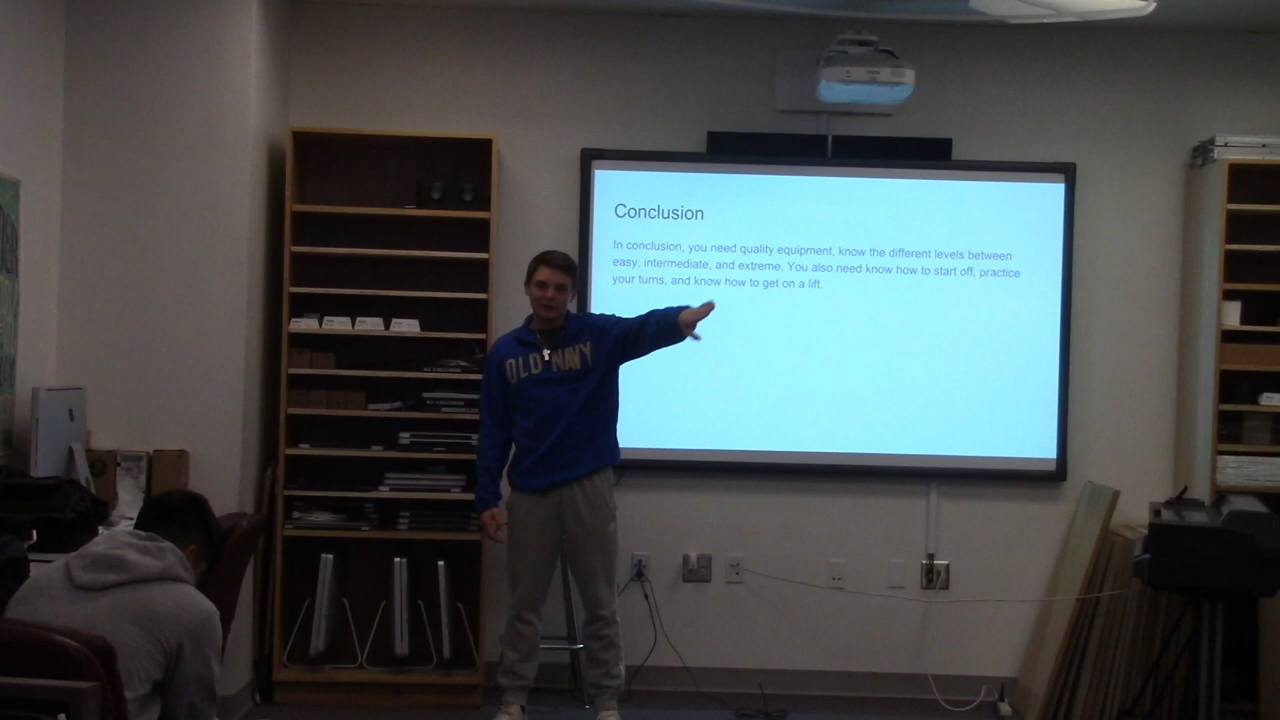 Conclusion
In conclusion, you need quality equipment, know the different levels between
easy, intermediate, and extreme. You also need know how to start off, practice
your turns, and know how to get on a lift.
OLD NAVY